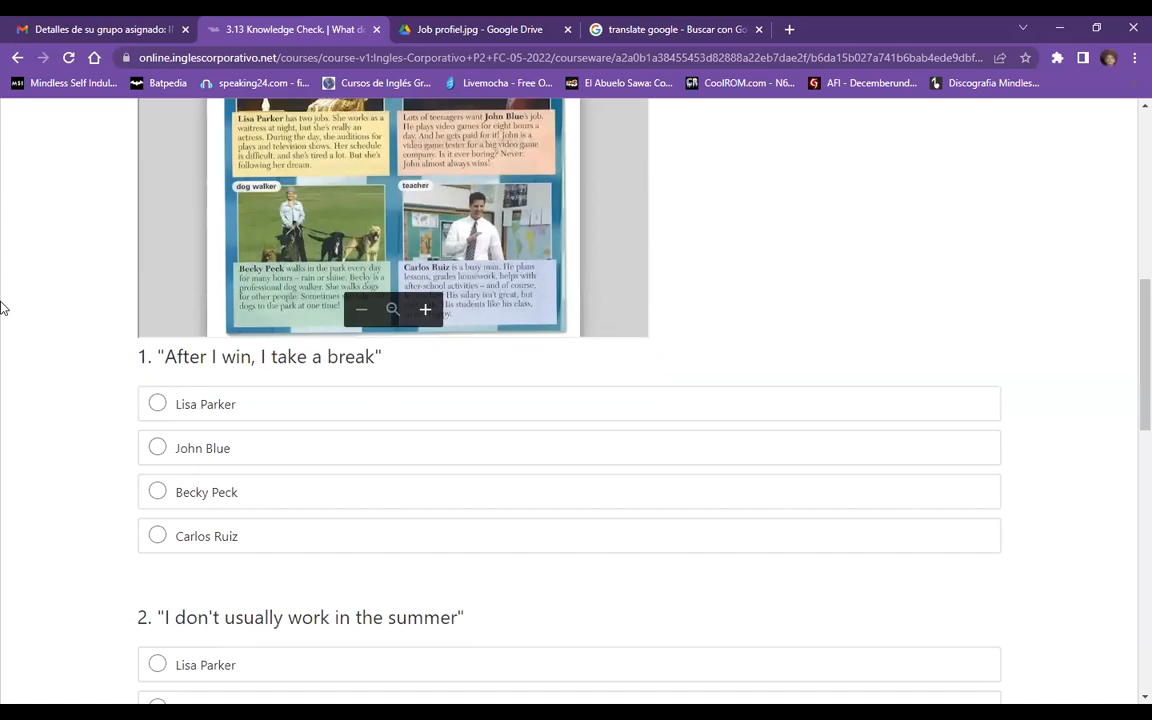 Detalles de su grupo asignado: I
3.13 Knowledge Check. | What d
Job profiel.jpg - Google Drive
translate google - Buscar con Go
online.inglescorporativo.net/courses/course-v1:Ingles-Corporativo+P2+FC-05-2022/courseware/a2a0b1a38455453d82888a22eb7dae2f/b6da15b027a741b6bab4ede9dbf...
Mindless Self Indul...
Batpedia
speaking24.com - fi...
Cursos de Inglés Gr...
Livemocha - Free O...
El Abuelo Sawa: Co...
CoolROM.com - N6...
AFI - Decemberund...
Discografia Mindles...
Lisa Parker has two jobs. She works as a
waitress at night, but she's really an
actress. During the day, she auditions for
plays and television shows. Her schedule
is difficult, and she's tired a lot. But she's
following her dream.
Lots of teenagers want John Blue's job.
He plays video games for eight hours a
day. And he gets paid for it! John is a
video game tester for a big video game
company. Is it ever boring? Never.
John almost always wins!
dog walker
teacher
Becky Peck walks in the park every day
for many hours – rain or shine. Becky is a
professional dog walker. She walks dogs
for other people. Sometimes
dogs to the park at one time!
Carlos Ruiz is a busy man. He plans
lessons, grades homework, helps with
after-school activities – and of course,
His salary isn't great, but
His students like his class,
1. "After I win, I take a break"
Lisa Parker
John Blue
Becky Peck
Carlos Ruiz
2. "I don't usually work in the summer"
Lisa Parker